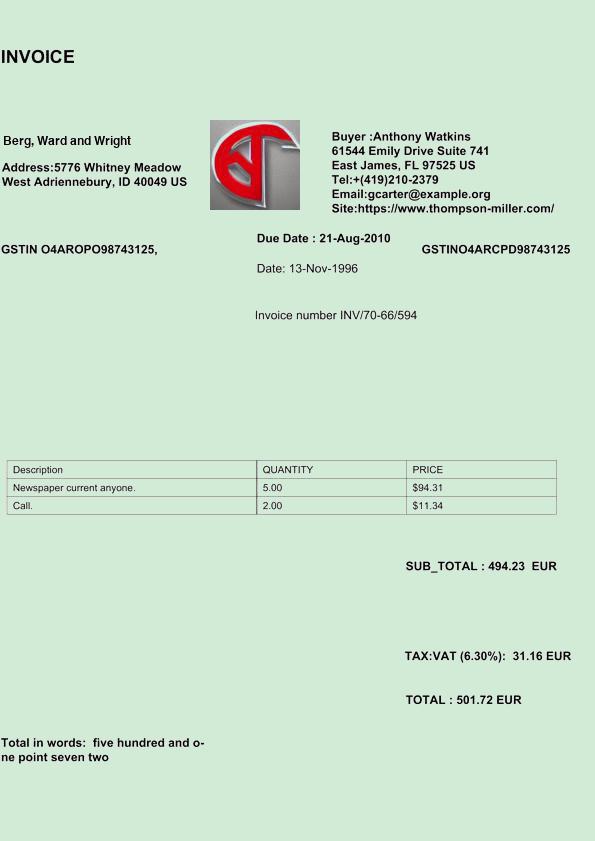 INVOICE
Berg, Ward and Wright
Address:5776 Whitney Meadow
West Adriennebury, ID 40049 US
Buyer :Anthony Watkins
61544 Emily Drive Suite 741
East James, FL 97525 US
Tel:+(419)210-2379
Email:gcarter@example.org
Site:https://www.thompson-miller.com/
GSTIN O4AROPO98743125,
Due Date : 21-Aug-2010
GSTINO4ARCPD98743125
Date: 13-Nov-1996
Invoice number INV/70-66/594
Description QUANTITY PRICE
Newspaper current anyone. 5.00 $94.31
Call. 2.00 $11.34
SUB_TOTAL : 494.23  EUR
TAX:VAT (6.30%):  31.16 EUR
TOTAL : 501.72 EUR
Total in words:  five hundred and o-
ne point seven two